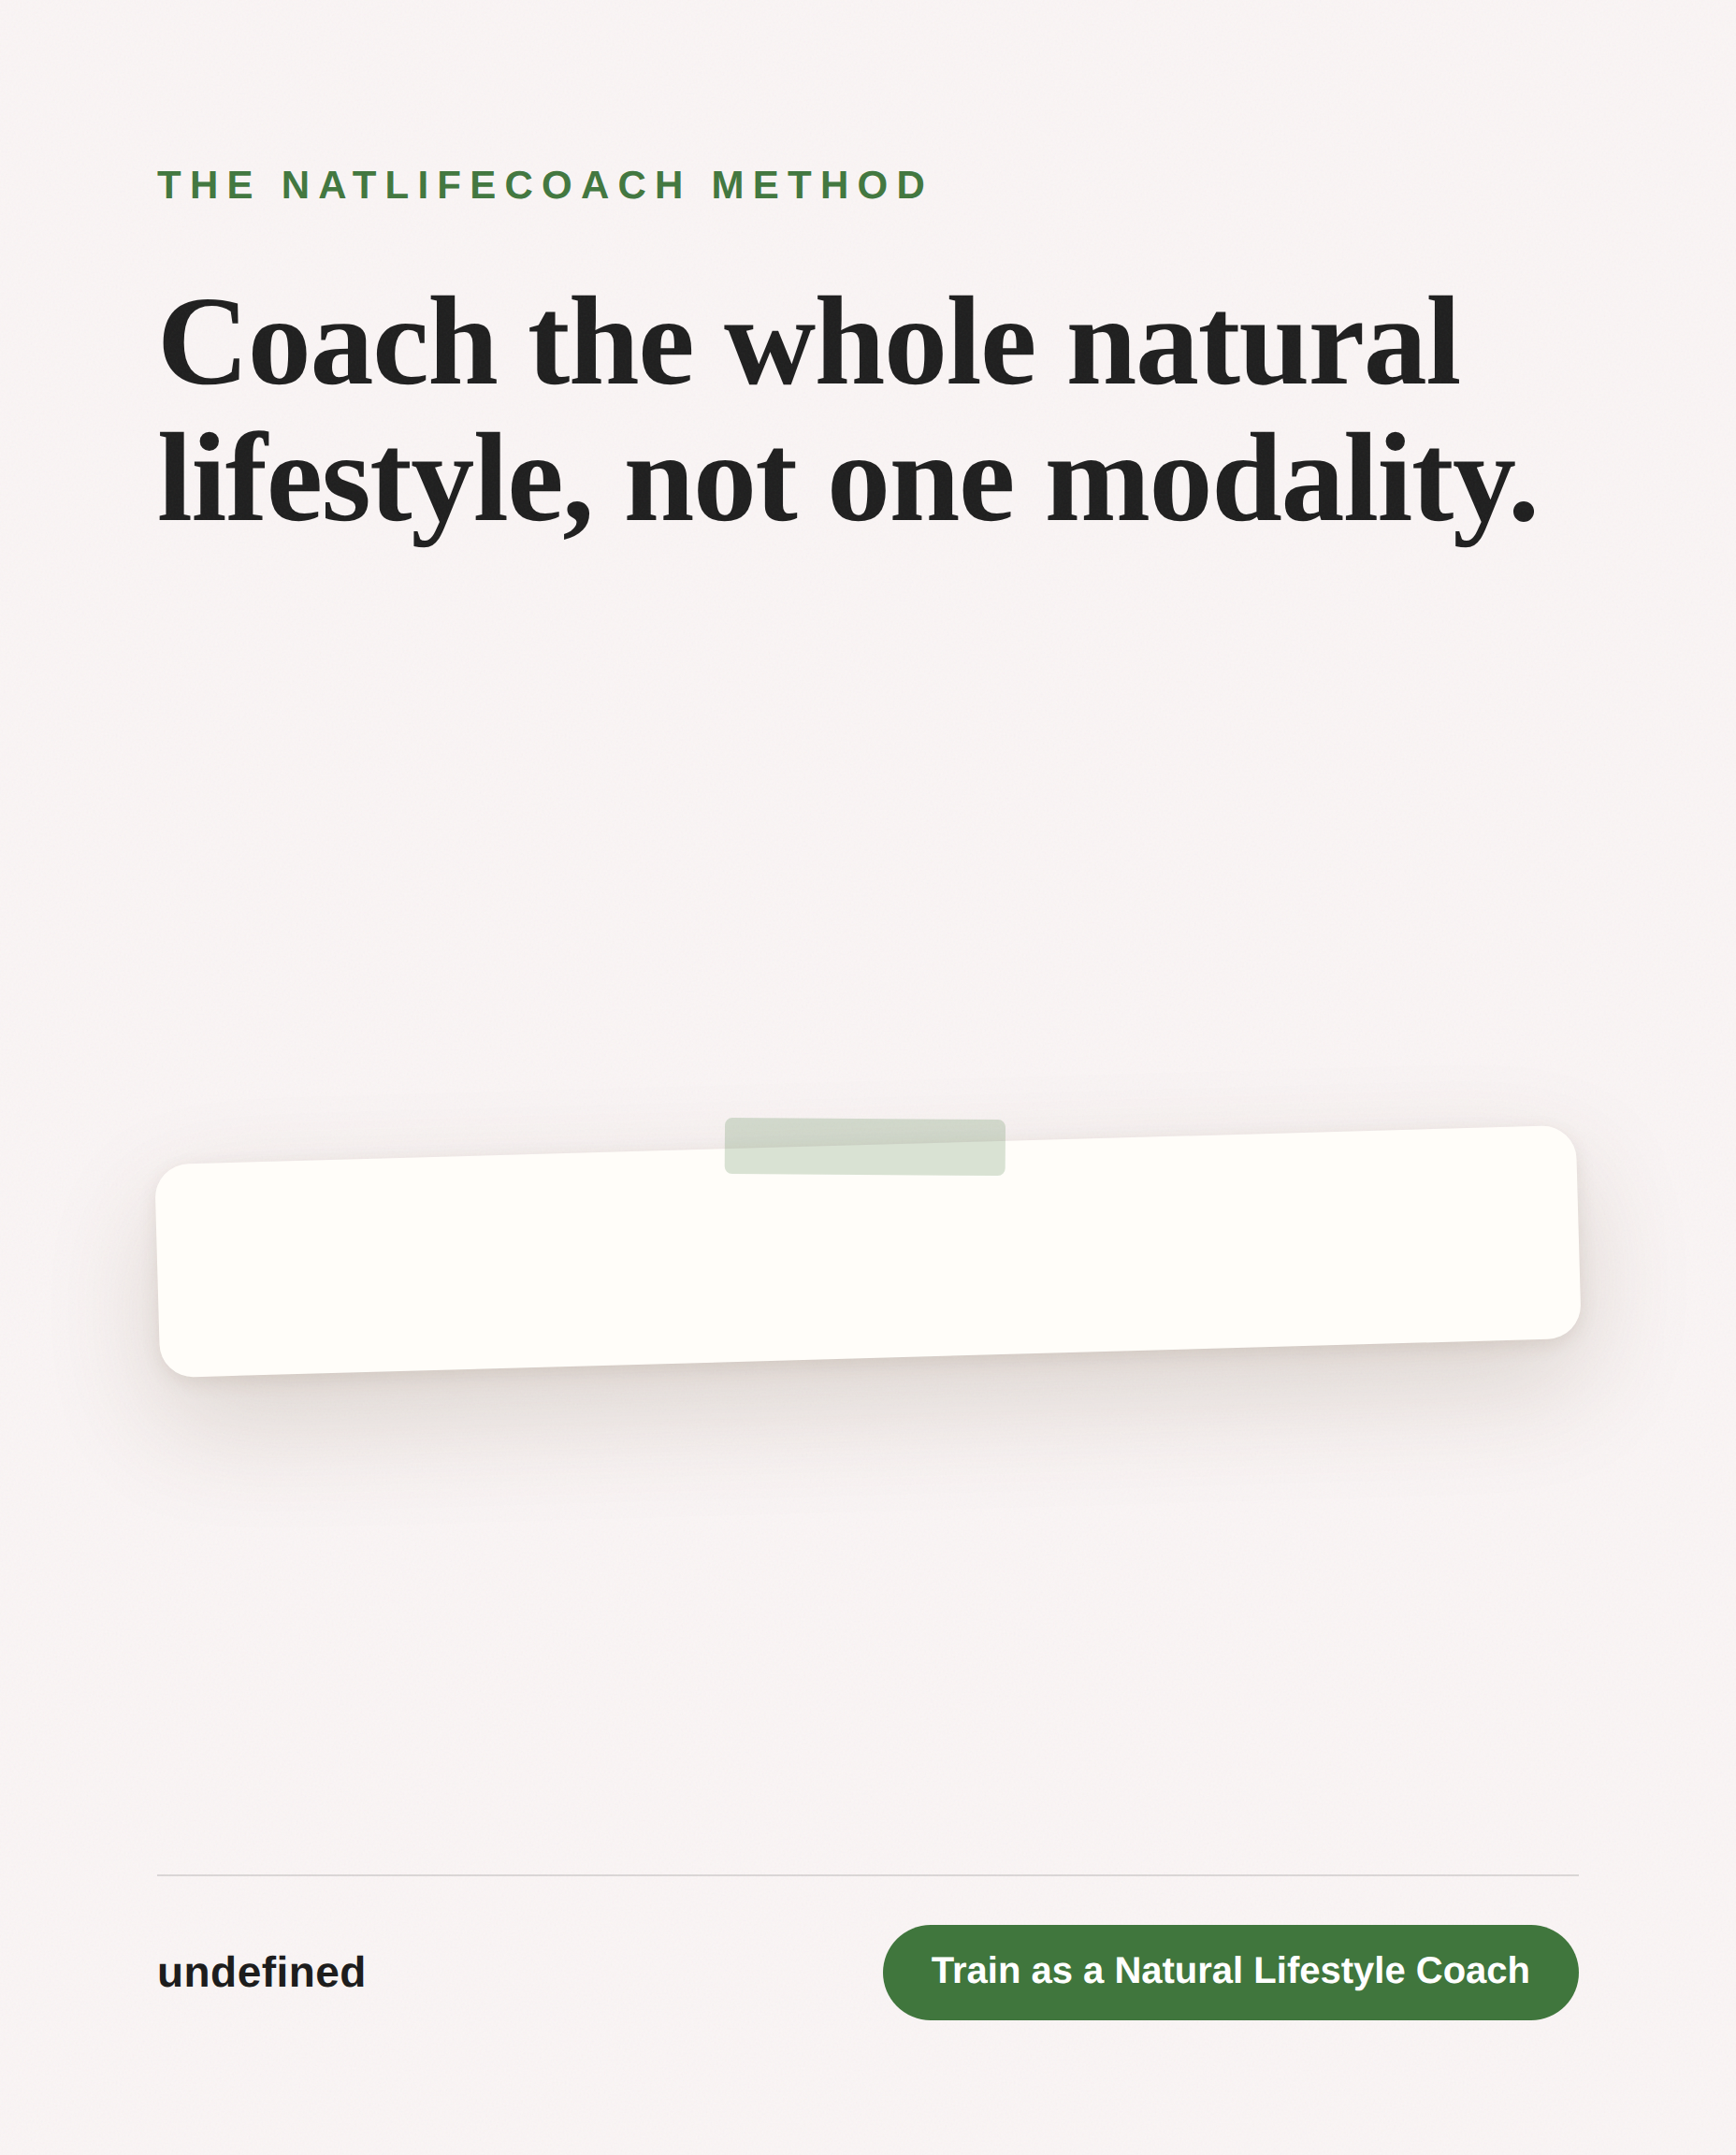 THE NATLIFECOACH METHOD
Coach the whole natural
lifestyle, not one modality.
undefined
Train as a Natural Lifestyle Coach